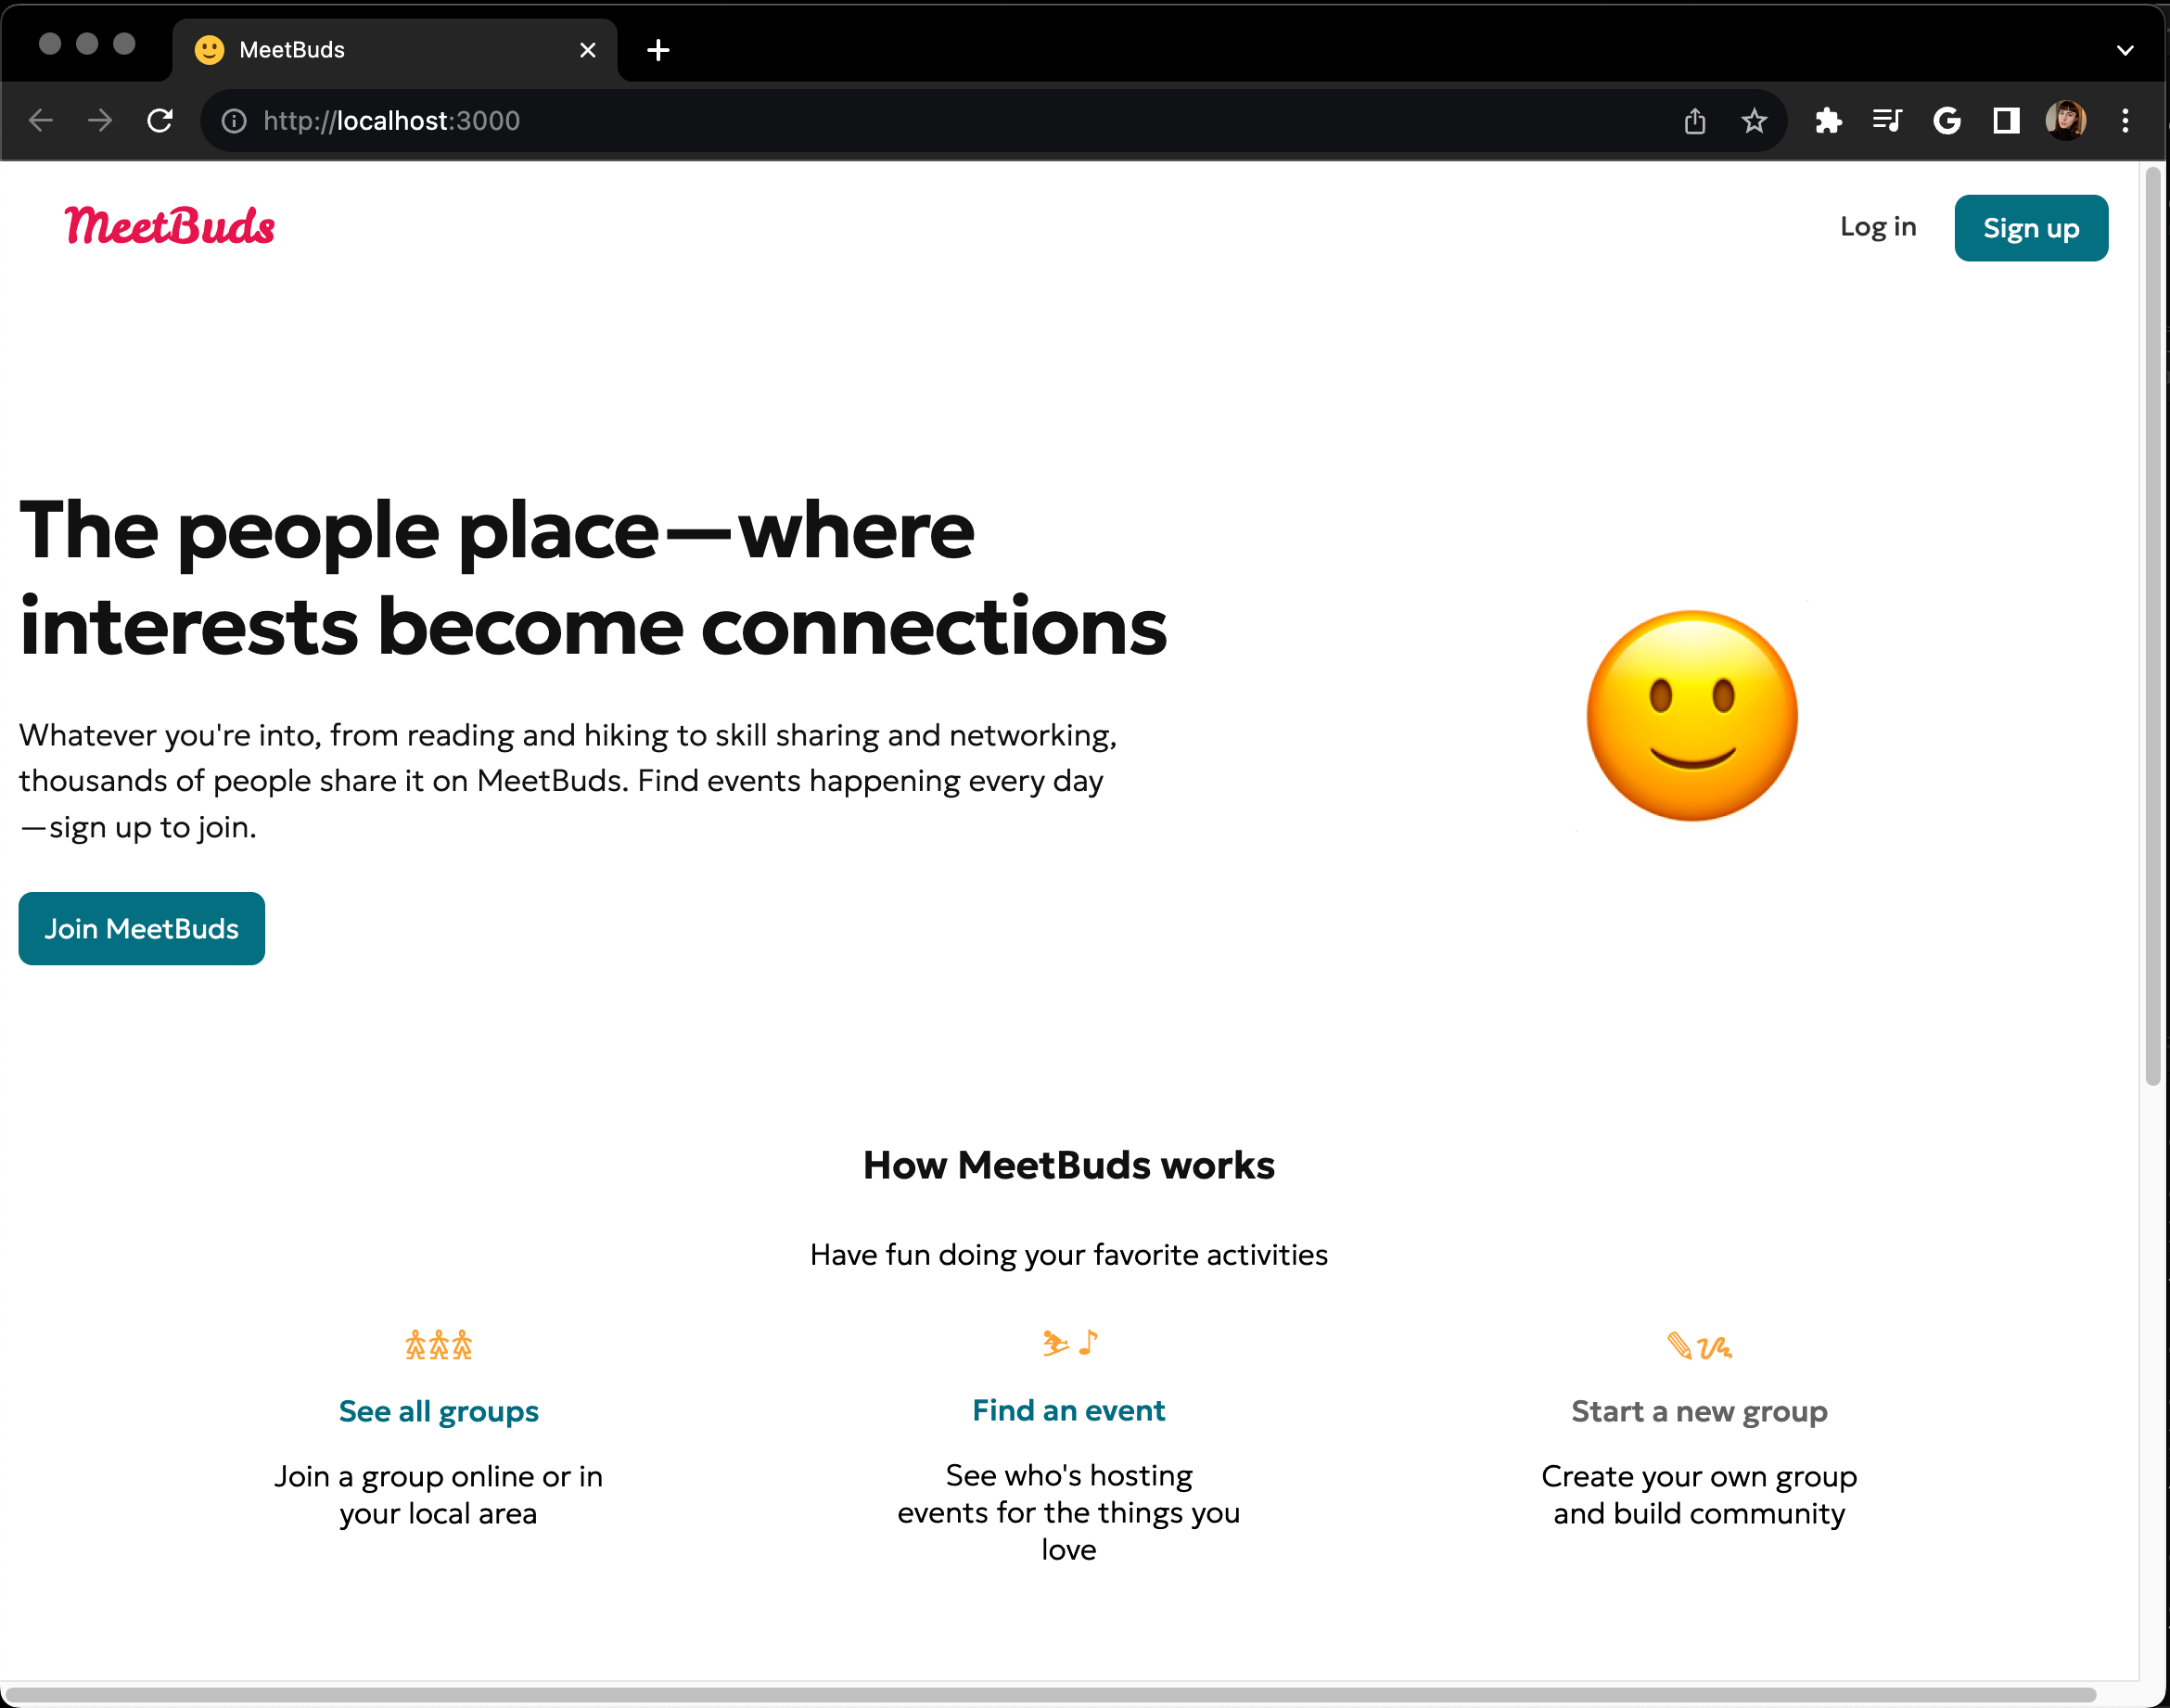 MeetBuds
http://localhost:3000
MeetBuds
Log in
Sign up
The people place—where
interests become connections
Whatever you're into, from reading and hiking to skill sharing and networking,
thousands of people share it on MeetBuds. Find events happening every day
—sign up to join.
Join MeetBuds
How MeetBuds works
Have fun doing your favorite activities
See all groups
Join a group online or in
your local area
Find an event
See who's hosting
events for the things you
love
Start a new group
Create your own group
and build community